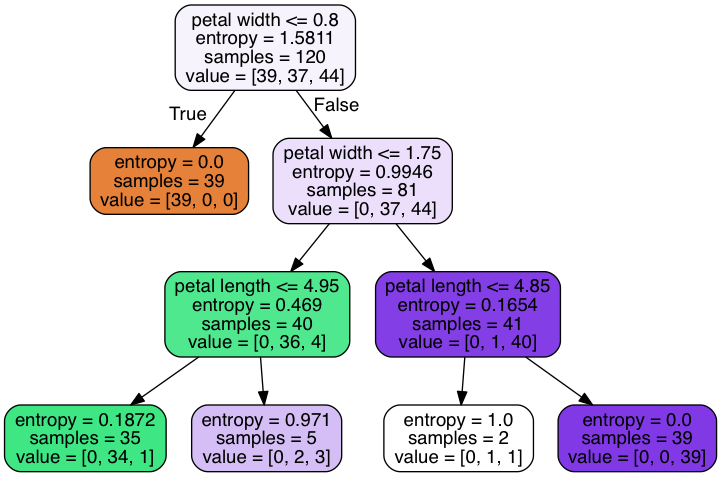 petal width <= 0.8
entropy = 1.5811
samples = 120
value = [39, 37, 44]
True
False
entropy = 0.0
samples = 39
value = [39, 0, 0]
petal width <= 1.75
entropy = 0.9946
samples = 81
value = [0, 37, 44]
petal length <= 4.95
entropy = 0.469
samples = 40
value = [0, 36, 4]
petal length <= 4.85
entropy = 0.1654
samples = 41
value = [0, 1, 40]
entropy = 0.1872
samples = 35
value = [0, 34, 1]
entropy = 0.971
samples = 5
value = [0, 2, 3]
entropy = 1.0
samples = 2
value = [0, 1, 1]
entropy = 0.0
samples = 39
value = [0, 0, 39]